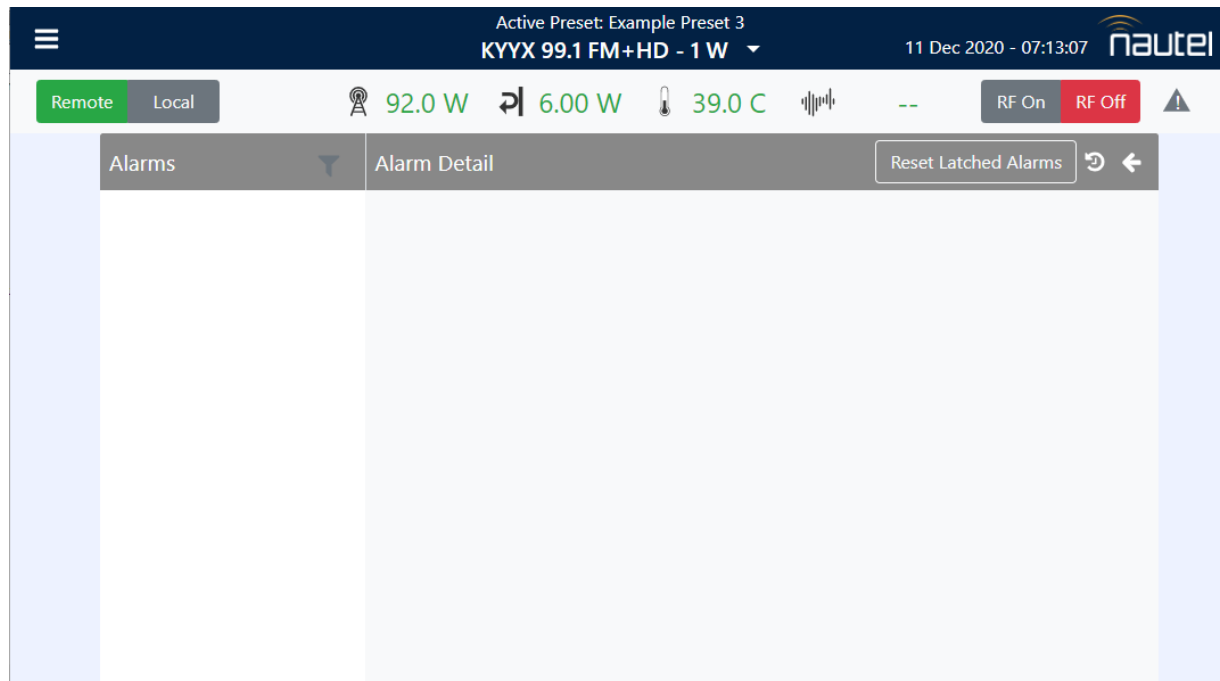 Active Preset: Example Preset 3
KYYX 99.1 FM+HD - 1 W
11 Dec 2020 - 07:13:07
nautel
Remote Local 92.0 W 6.00 W 39.0 C -- RF On RF Off
Alarms Alarm Detail Reset Latched Alarms